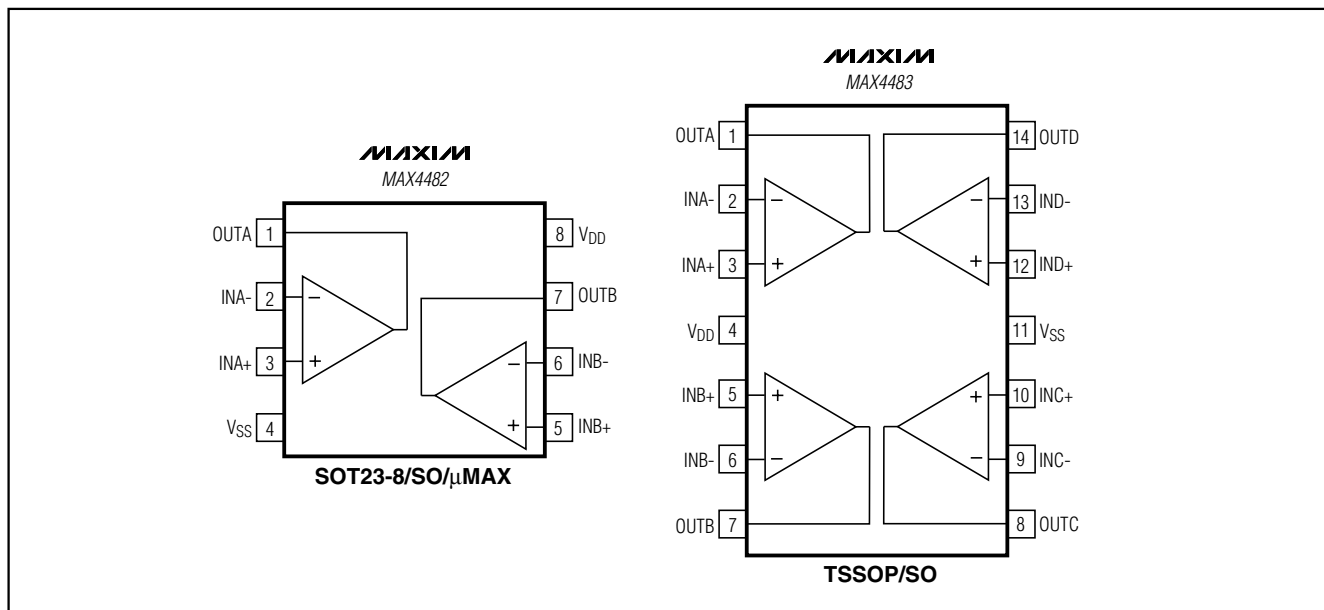 MAXIM
MAX4482
OUTA 1
INA- 2
INA+ 3
VSS 4
8 VDD
7 OUTB
6 INB-
5 INB+
- +
- +
SOT23-8/SO/μMAX
MAXIM
MAX4483
OUTA 1
INA- 2
INA+ 3
VDD 4
INB+ 5
INB- 6
OUTB 7
14 OUTD
13 IND-
12 IND+
11 VSS
10 INC+
9 INC-
8 OUTC
- +
- +
+ -
+ -
TSSOP/SO